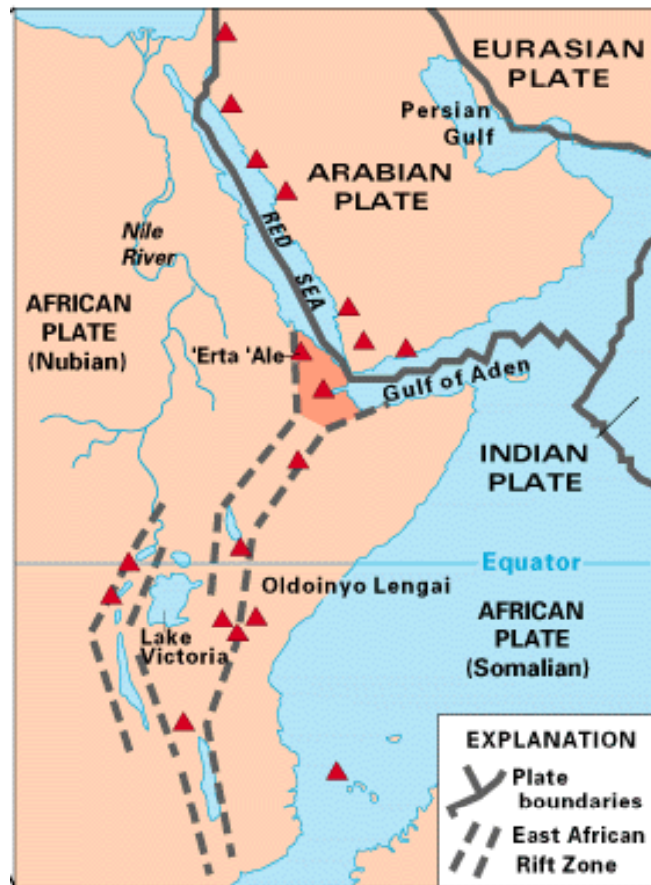 EURASIAN
PLATE
Persian
Gulf
ARABIAN
PLATE
RED
SEA
Nile
River
AFRICAN
PLATE
(Nubian)
'Erta 'Ale
Gulf of Aden
INDIAN
PLATE
Equator
Oldoinyo Lengai
AFRICAN
PLATE
(Somalian)
Lake
Victoria
EXPLANATION
Plate
boundaries
East African
Rift Zone